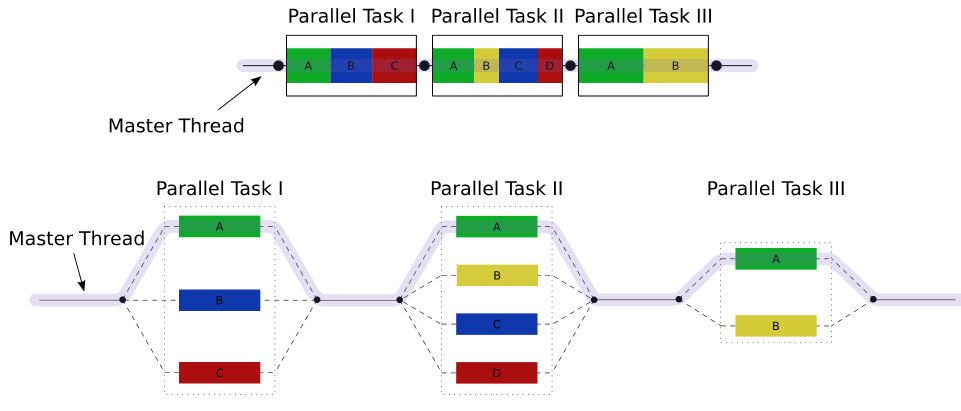 Parallel Task I Parallel Task II Parallel Task III
A B C A B C D A B
Master Thread
Parallel Task I Parallel Task II Parallel Task III
A A
Master Thread
A
B
B
C
B
C D